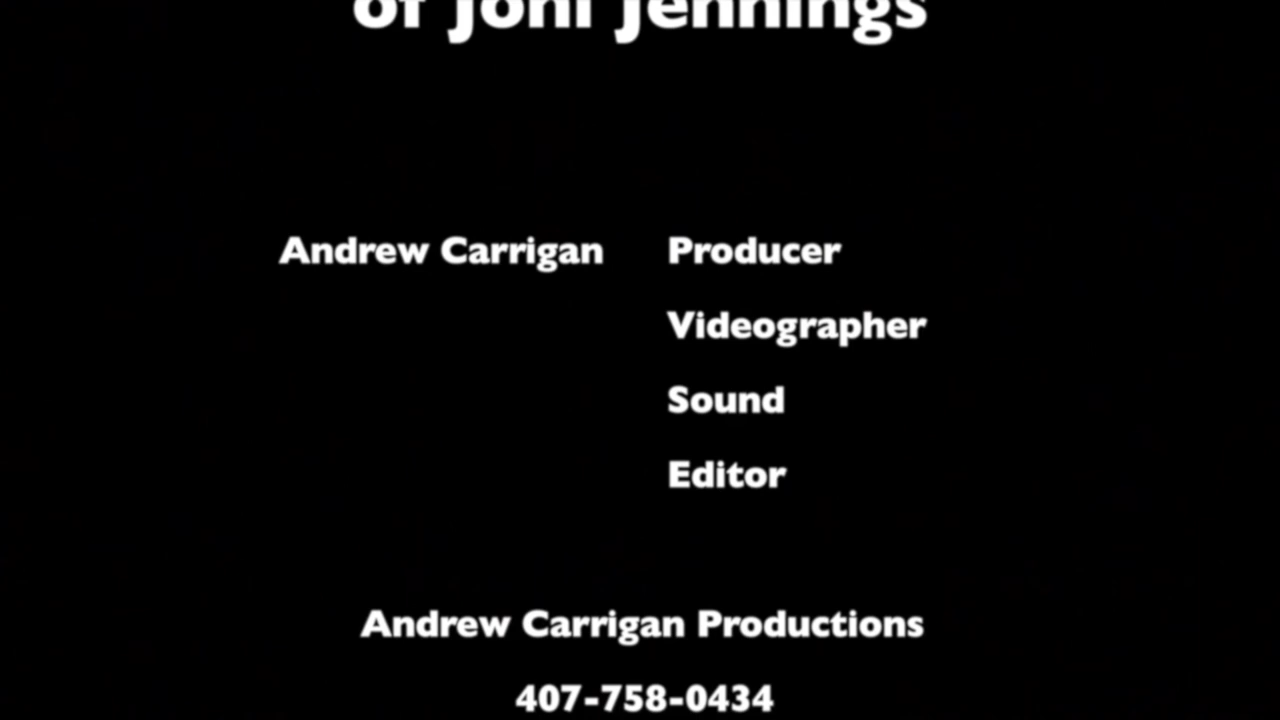 of Joni Jennings
Andrew Carrigan Producer
Videographer
Sound
Editor
Andrew Carrigan Productions
407-758-0434